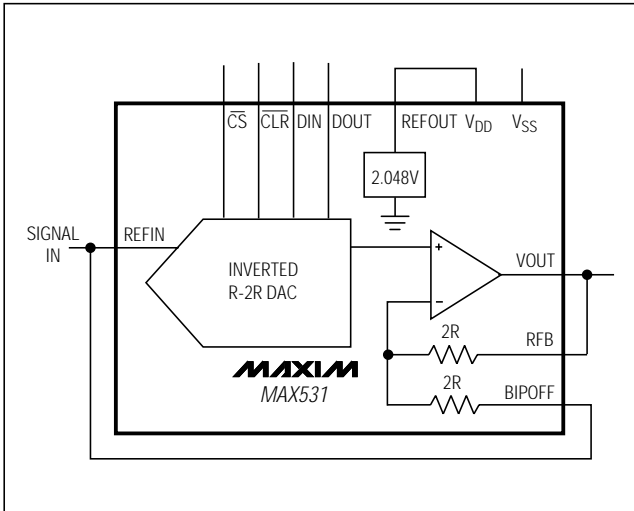 CS CLR DIN DOUT REFOUT VDD VSS
2.048V
SIGNAL
IN
REFIN
INVERTED
R-2R DAC
+
−
VOUT
2R
RFB
MAXIM
MAX531
2R
BIPOFF